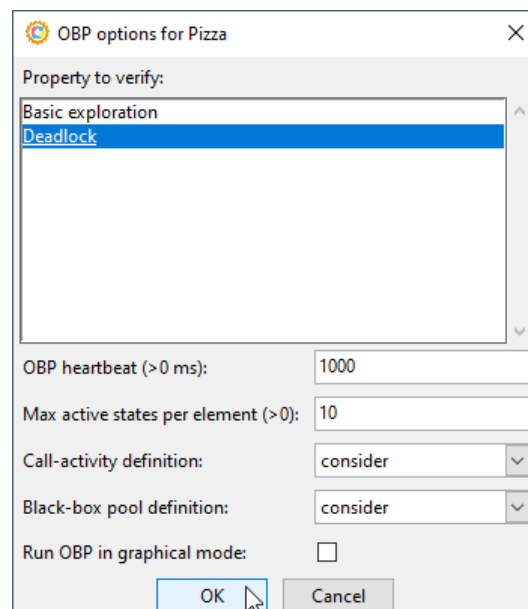 OBP options for Pizza
Property to verify:
Basic exploration
Deadlock
OBP heartbeat (>0 ms): 1000
Max active states per element (>0): 10
Call-activity definition: consider
Black-box pool definition: consider
Run OBP in graphical mode:
OK Cancel